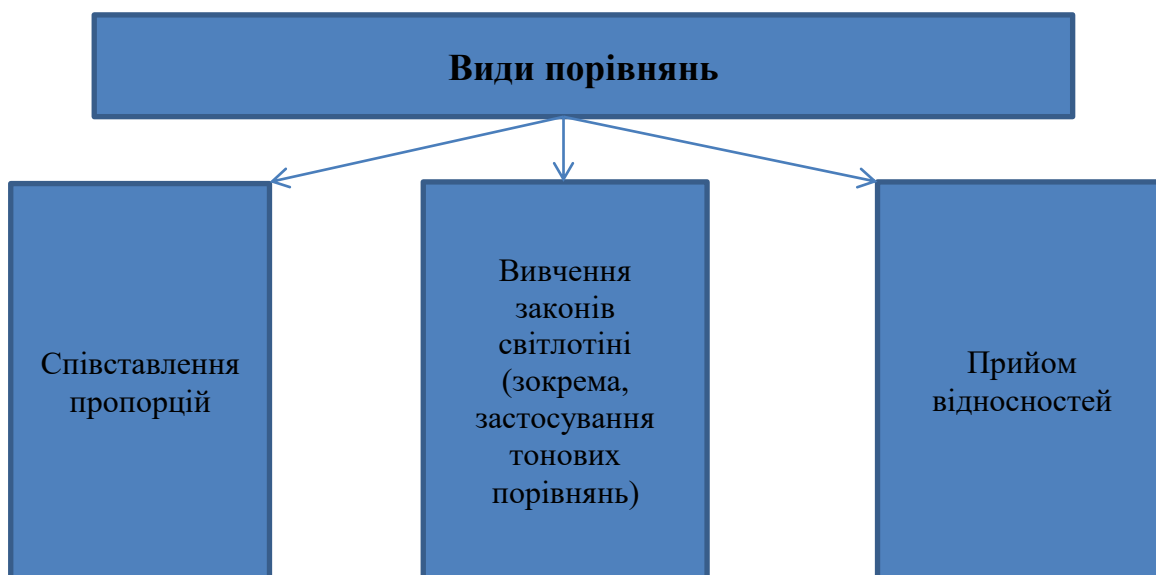 Види порівнянь
Співставлення
пропорцій
Вивчення
законів
світлотіні
(зокрема,
застосування
тонових
порівнянь)
Прийом
відносностей